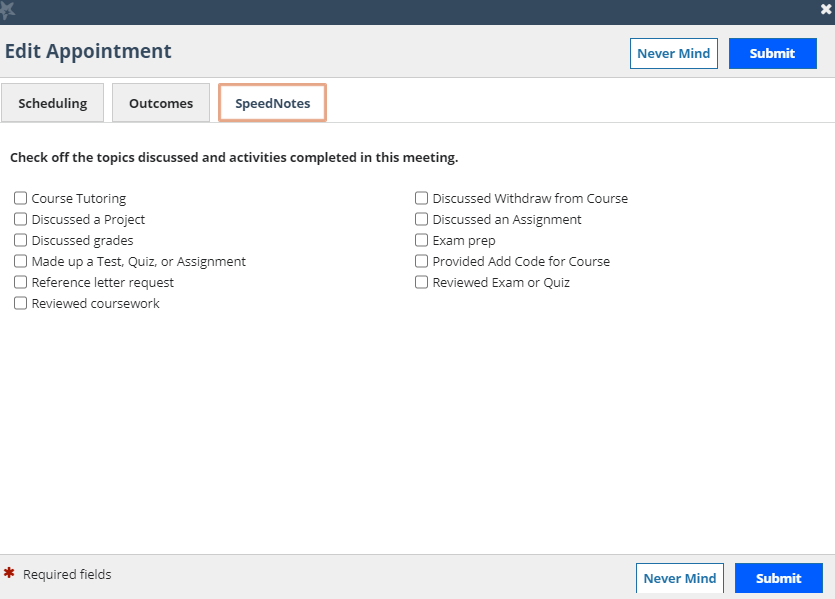 Edit Appointment
Never Mind
Submit
Scheduling
Outcomes
SpeedNotes
Check off the topics discussed and activities completed in this meeting.
Course Tutoring
Discussed a Project
Discussed grades
Made up a Test, Quiz, or Assignment
Reference letter request
Reviewed coursework
Discussed Withdraw from Course
Discussed an Assignment
Exam prep
Provided Add Code for Course
Reviewed Exam or Quiz
* Required fields
Never Mind
Submit